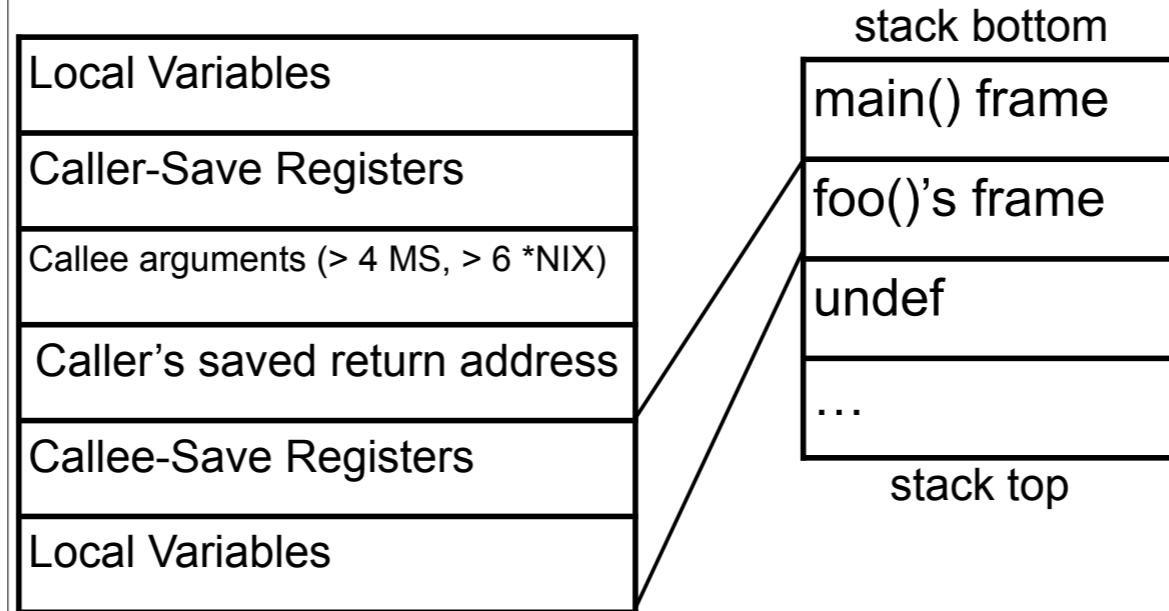 Local Variables
Caller-Save Registers
Callee arguments (> 4 MS, > 6 *NIX)
Caller’s saved return address
Callee-Save Registers
Local Variables
stack bottom
main() frame
foo()’s frame
undef
…
stack top